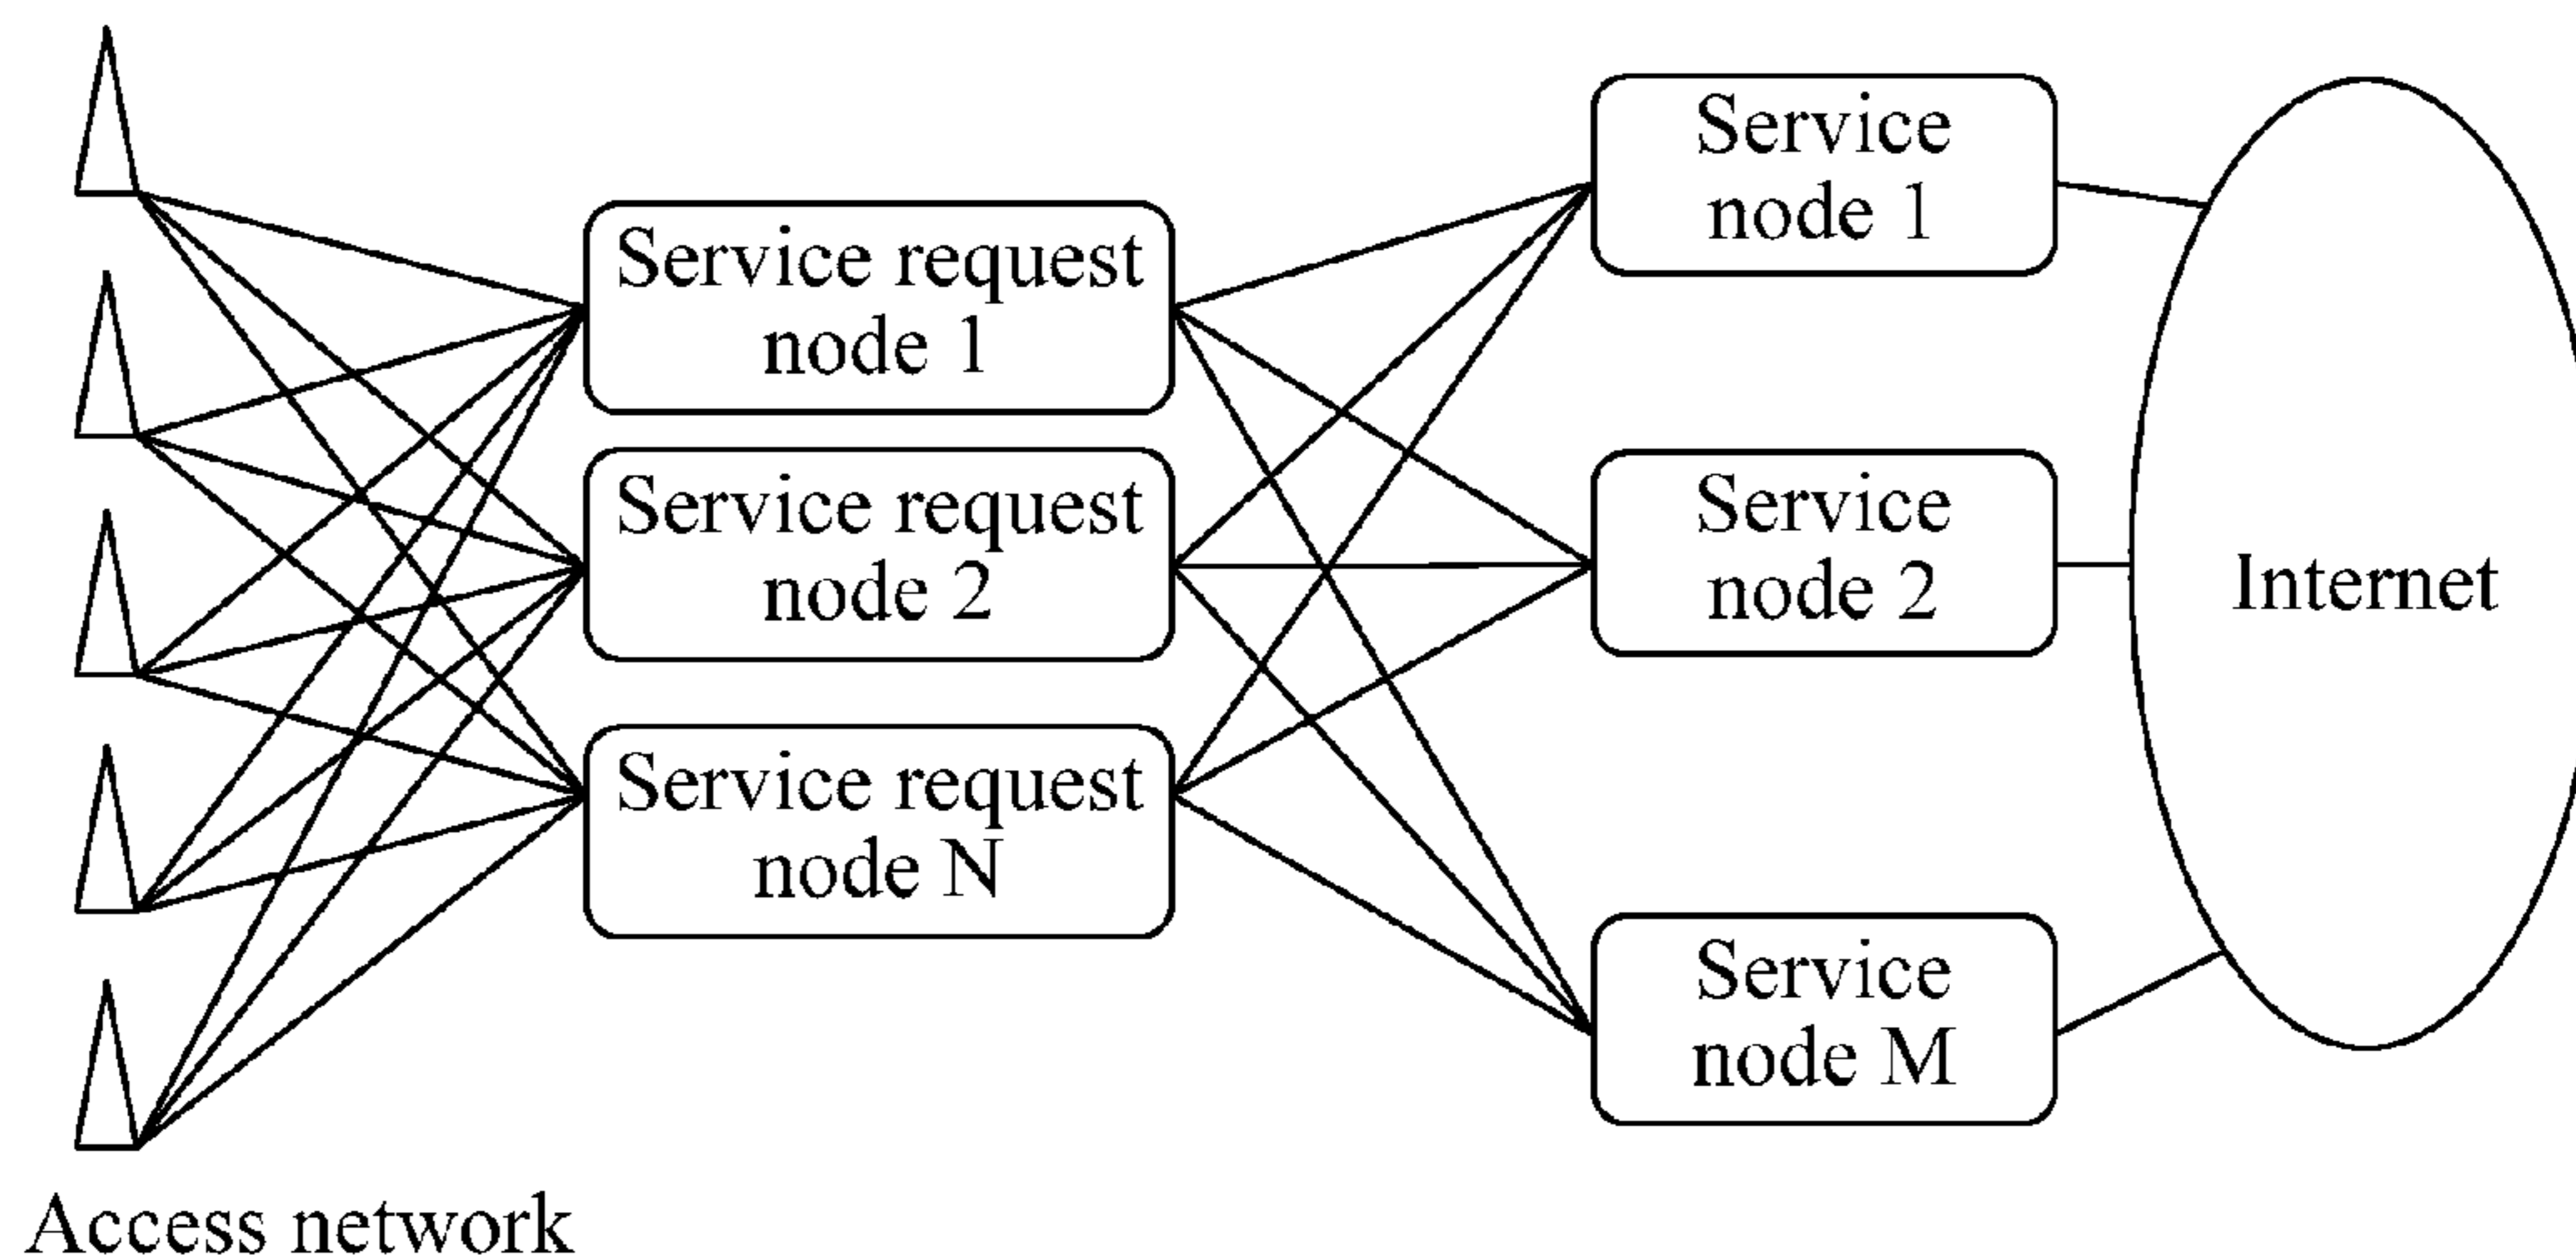 Service request
node 1
Service request
node 2
Service request
node N
Service
node 1
Service
node 2
Service
node M
Internet
Access network